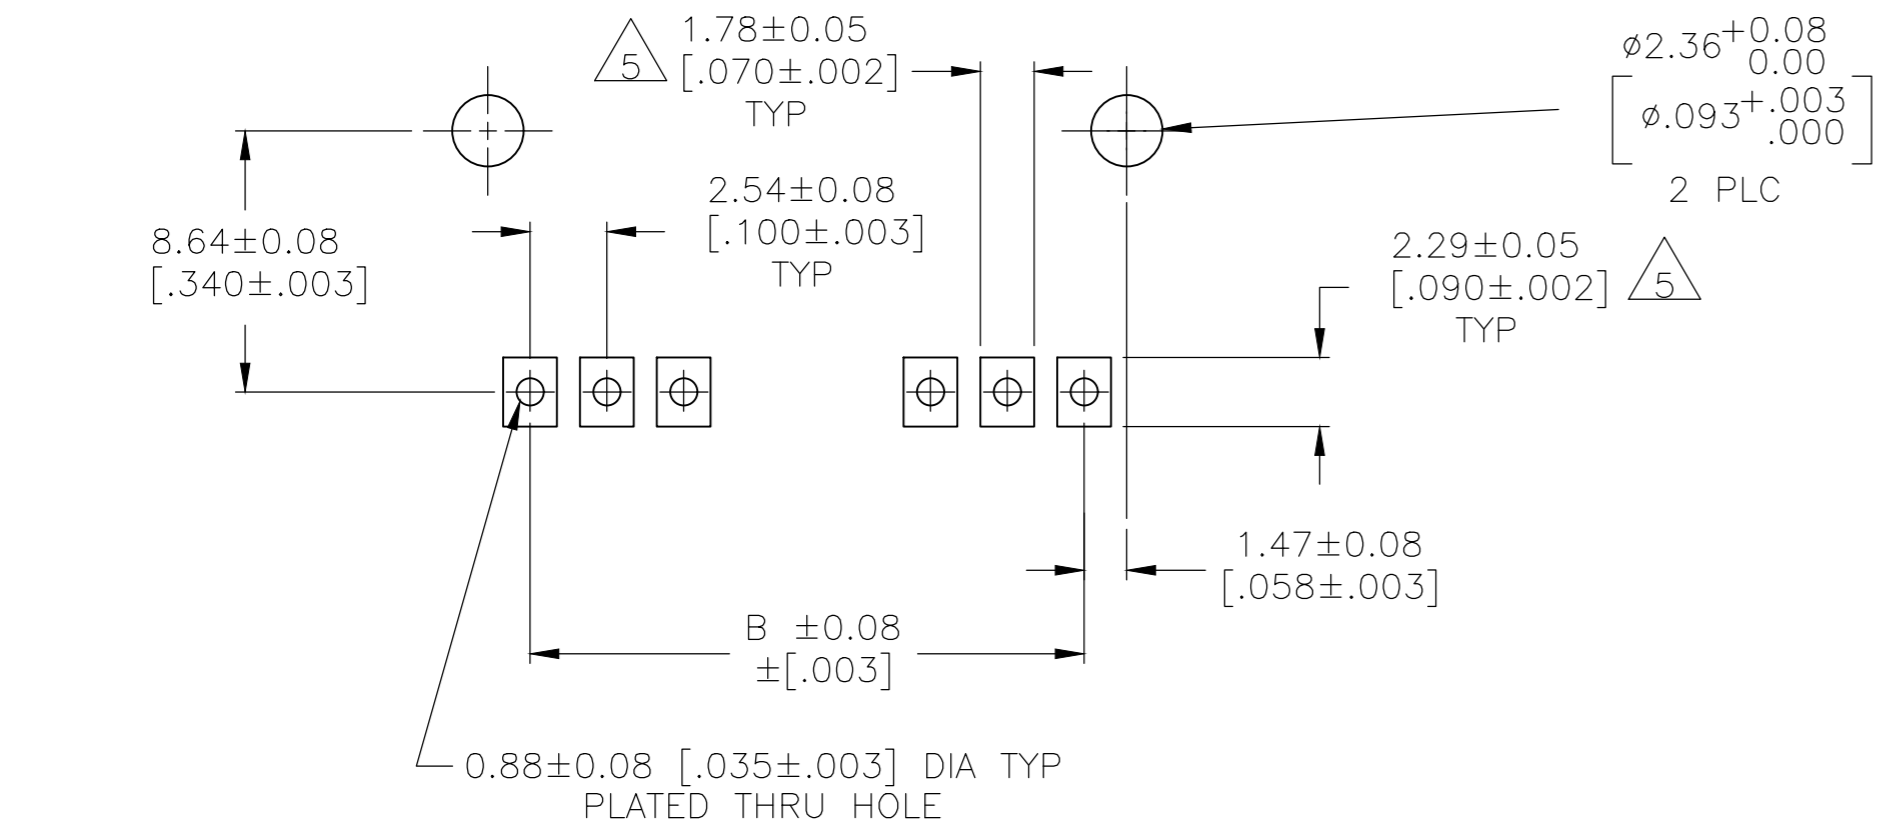 5
1.78±0.05
[.070±.002]
TYP
⌀2.36+0.08
0.00
[⌀.093+.003
.000]
2 PLC
2.54±0.08
[.100±.003]
TYP
8.64±0.08
[.340±.003]
2.29±0.05
[.090±.002]
TYP
5
1.47±0.08
[.058±.003]
B ±0.08
±[.003]
0.88±0.08 [.035±.003] DIA TYP
PLATED THRU HOLE